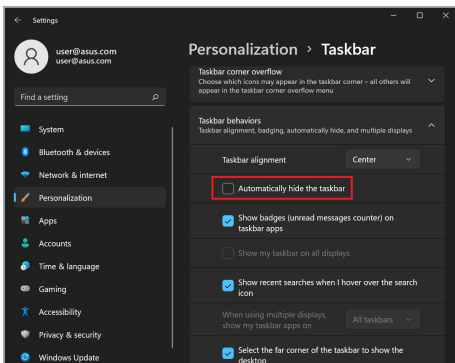 Settings
user@asus.com
user@asus.com
Find a setting
System
Bluetooth & devices
Network & internet
Personalization
Apps
Accounts
Time & language
Gaming
Accessibility
Privacy & security
Windows Update
Personalization > Taskbar
Taskbar corner overflow
Choose which icons may appear in the taskbar corner – all others will
appear in the taskbar corner overflow menu
Taskbar behaviors
Taskbar alignment, badging, automatically hide, and multiple displays
Taskbar alignment
Center
Automatically hide the taskbar
Show badges (unread messages counter) on
taskbar apps
Show my taskbar on all displays
Show recent searches when I hover over the search
icon
When using multiple displays,
show my taskbar apps on
All taskbars
Select the far corner of the taskbar to show the
desktop